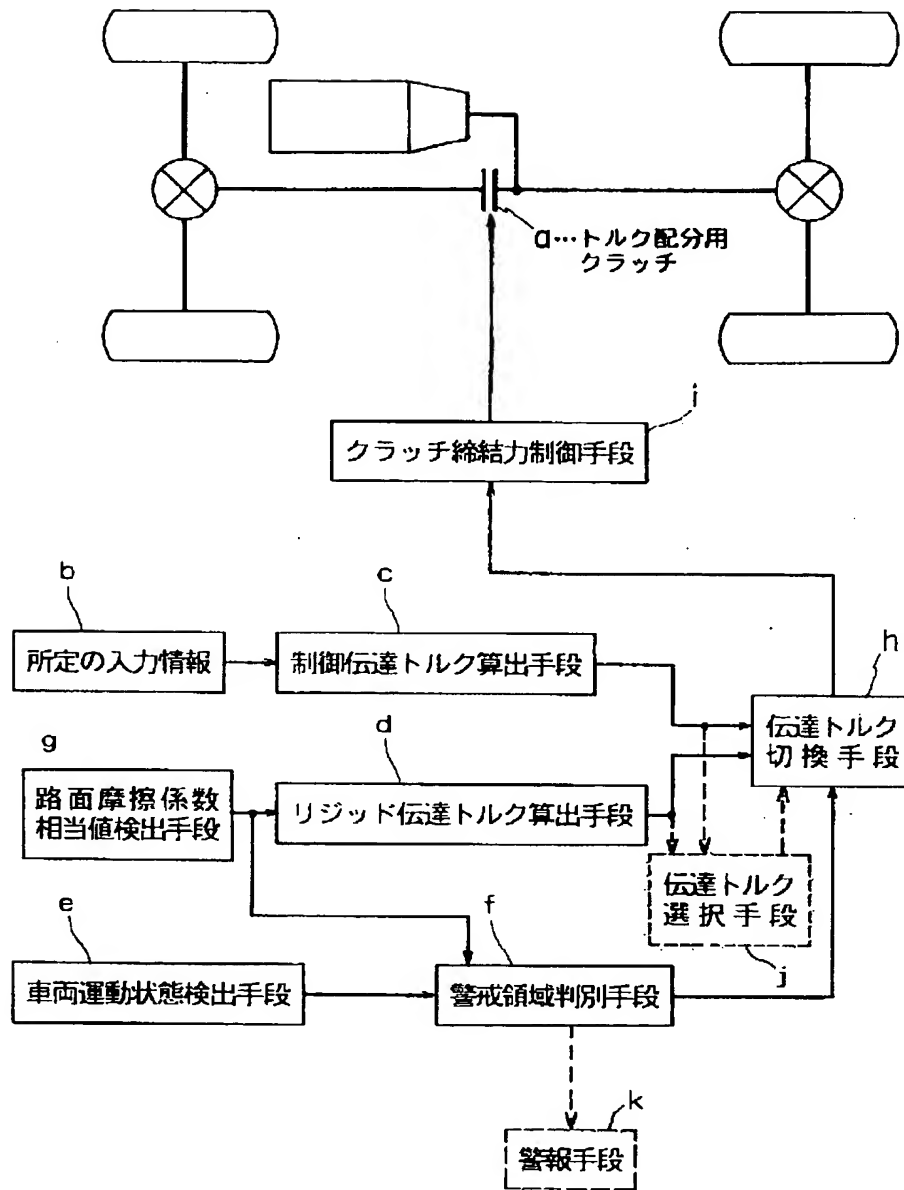 a…トルク配分用
クラッチ
i
クラッチ締結力制御手段
b
所定の入力情報
c
制御伝達トルク算出手段
h
伝達トルク
切換手段
g
路面摩擦係数
相当値検出手段
d
リジッド伝達トルク算出手段
伝達トルク
選択手段
j
e
車両運動状態検出手段
f
警戒領域判別手段
k
警報手段